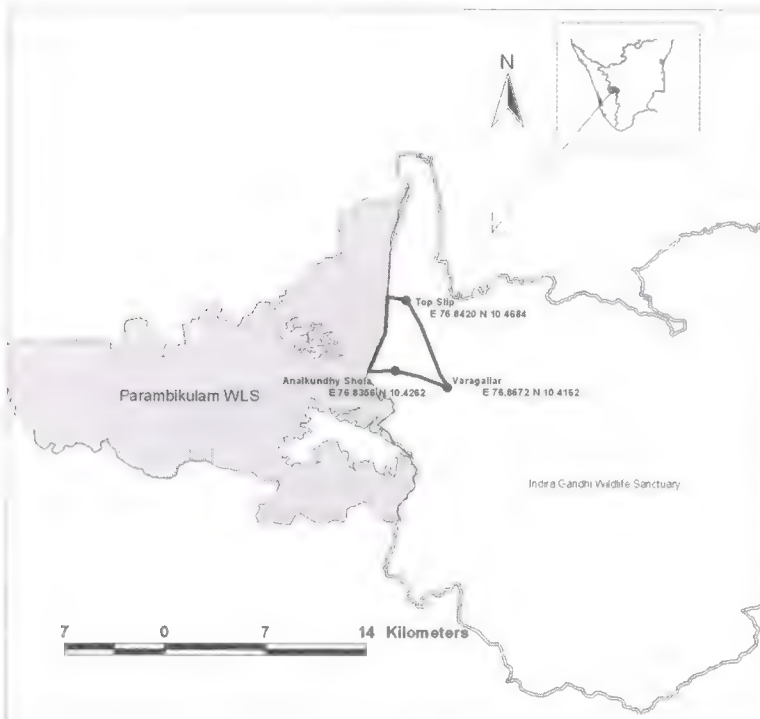 N
Top Slip
E 76.8420 N 10.4684
Analkundhy Shola
E 76.8356 N 10.4262
Varagaliar
E 76.8672 N 10.4152
Parambikulam WLS
Indira Gandhi Wildlife Sanctuary
7 0 7 14 Kilometers